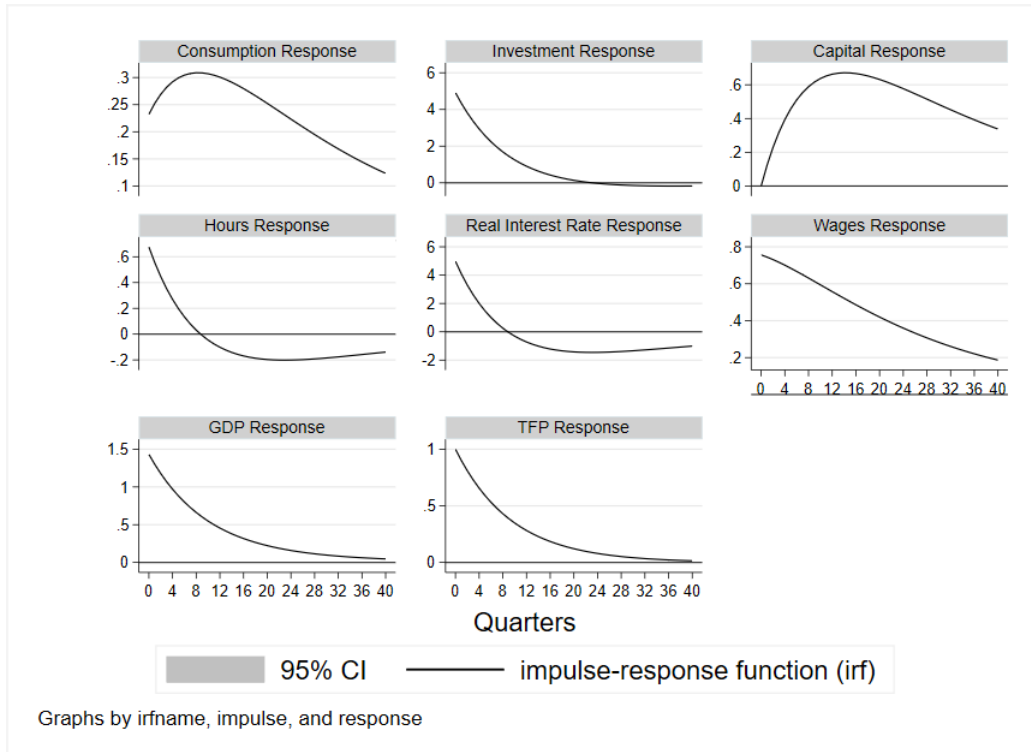 Consumption Response
.3
.25
.2
.15
.1
Investment Response
6
4
2
0
Capital Response
.6
.4
.2
0
Hours Response
.6
.4
.2
0
-.2
Real Interest Rate Response
6
4
2
0
-2
Wages Response
.8
.6
.4
.2
0 4 8 12 16 20 24 28 32 36 40
GDP Response
1.5
1
.5
0
0 4 8 12 16 20 24 28 32 36 40
TFP Response
1
.5
0
0 4 8 12 16 20 24 28 32 36 40
Quarters
95% CI impulse-response function (irf)
Graphs by irfname, impulse, and response